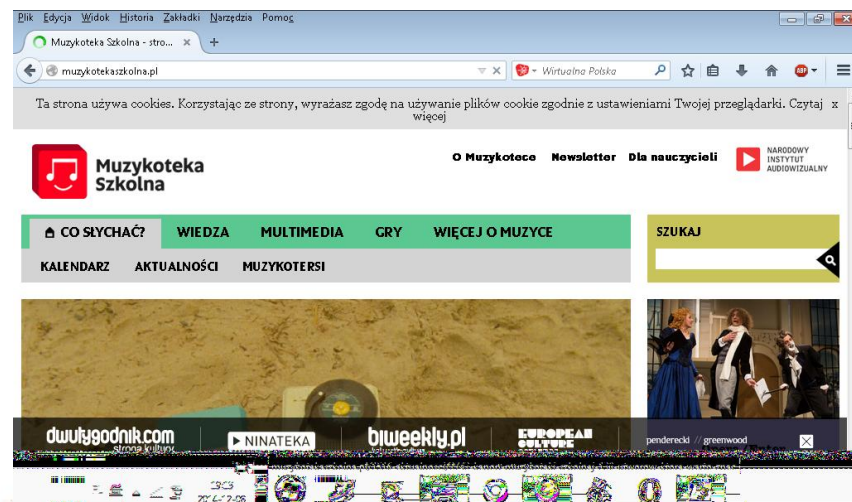 Plik Edycja Widok Historia Zakładki Narzędzia Pomoc
Muzykoteka Szkolna - stro... × +
muzykotekaszkolna.pl
Wirtualna Polska
ABP
Ta strona używa cookies. Korzystając ze strony, wyrażasz zgodę na używanie plików cookie zgodnie z ustawieniami Twojej przeglądarki. Czytaj x
więcej
Muzykoteka
Szkolna
O Muzykotece Newsletter Dla nauczycieli
NARODOWY
INSTYTUT
AUDIOWIZUALNY
CO SŁYCHAĆ? WIEDZA MULTIMEDIA GRY WIĘCEJ O MUZYCE
SZUKAJ
KALENDARZ AKTUALNOŚCI MUZYKOTERSI
dwutygodnik.com
strona kultury
NINATEKA
biweekly.pl
EUROPEAN
CULTURE
penderecki // greenwood